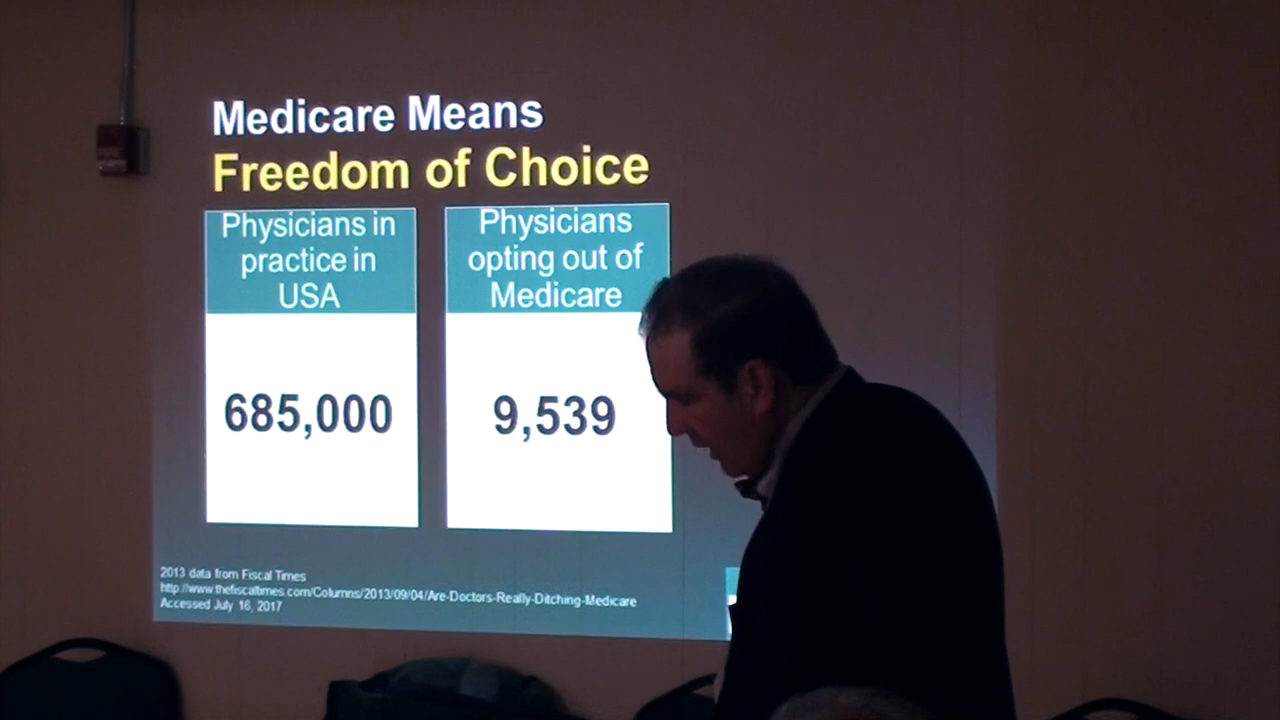 Medicare Means
Freedom of Choice
Physicians in
practice in
USA
Physicians
opting out of
Medicare
685,000
9,539
2013 data from Fiscal Times
http://www.thefiscaltimes.com/Columns/2013/09/04/Are-Doctors-Really-Ditching-Medicare
Accessed July 16, 2017